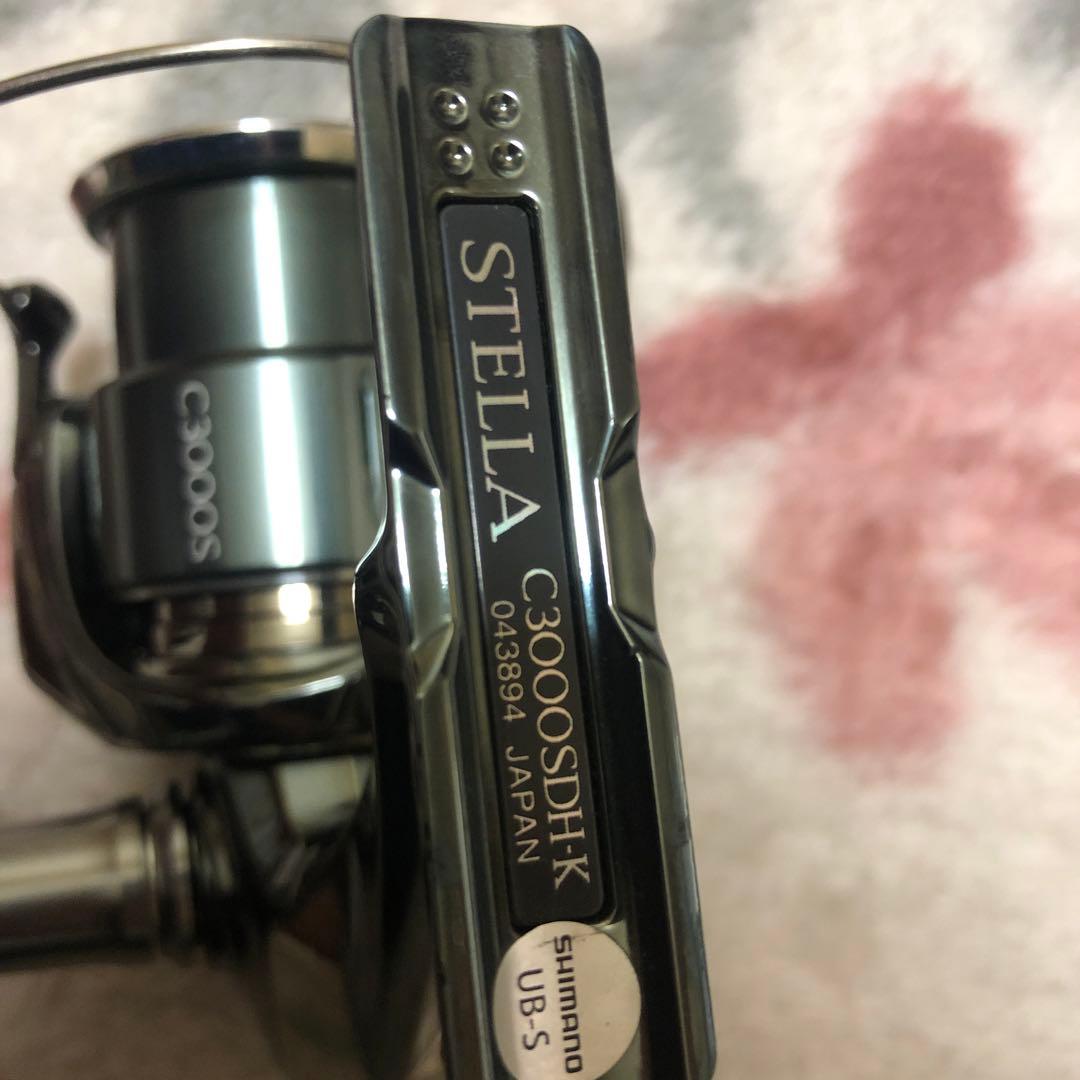 C3000S
STELLA C3000SDH-K
043894 JAPAN
SHIMANO
UB-S